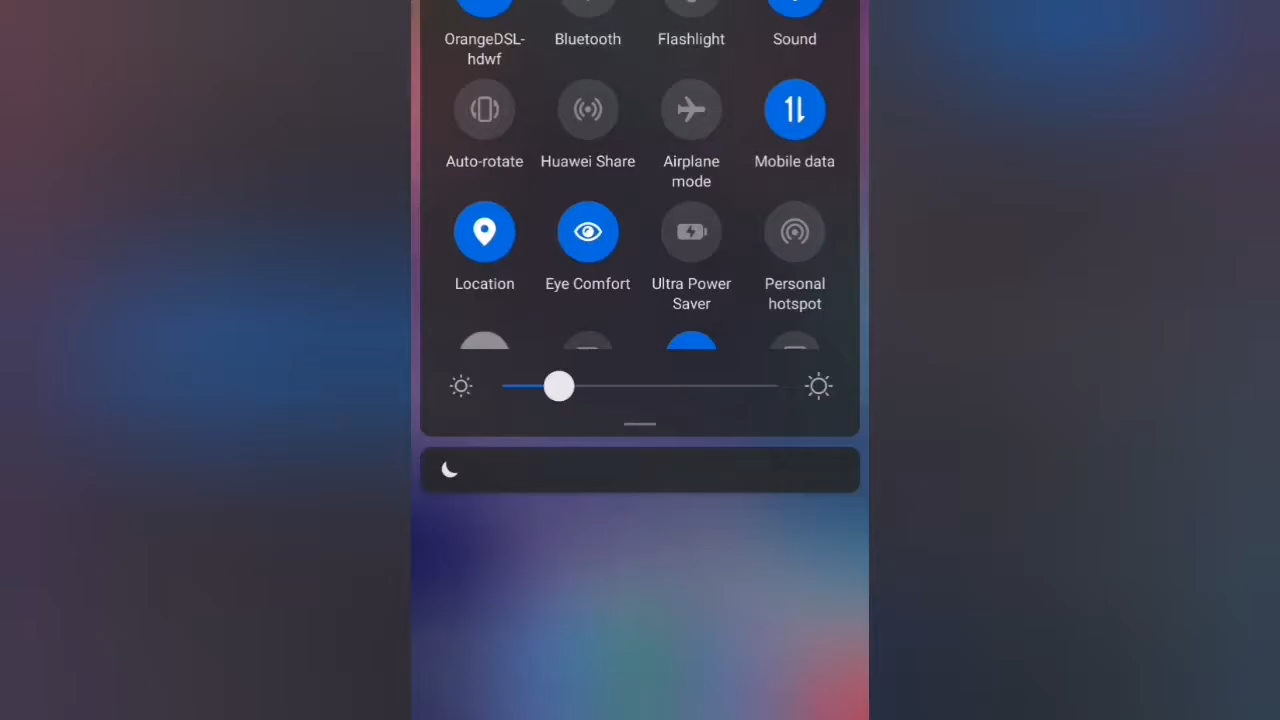 OrangeDSL-
hdwf
Bluetooth
Flashlight
Sound
Auto-rotate
Huawei Share
Airplane
mode
Mobile data
Location
Eye Comfort
Ultra Power
Saver
Personal
hotspot